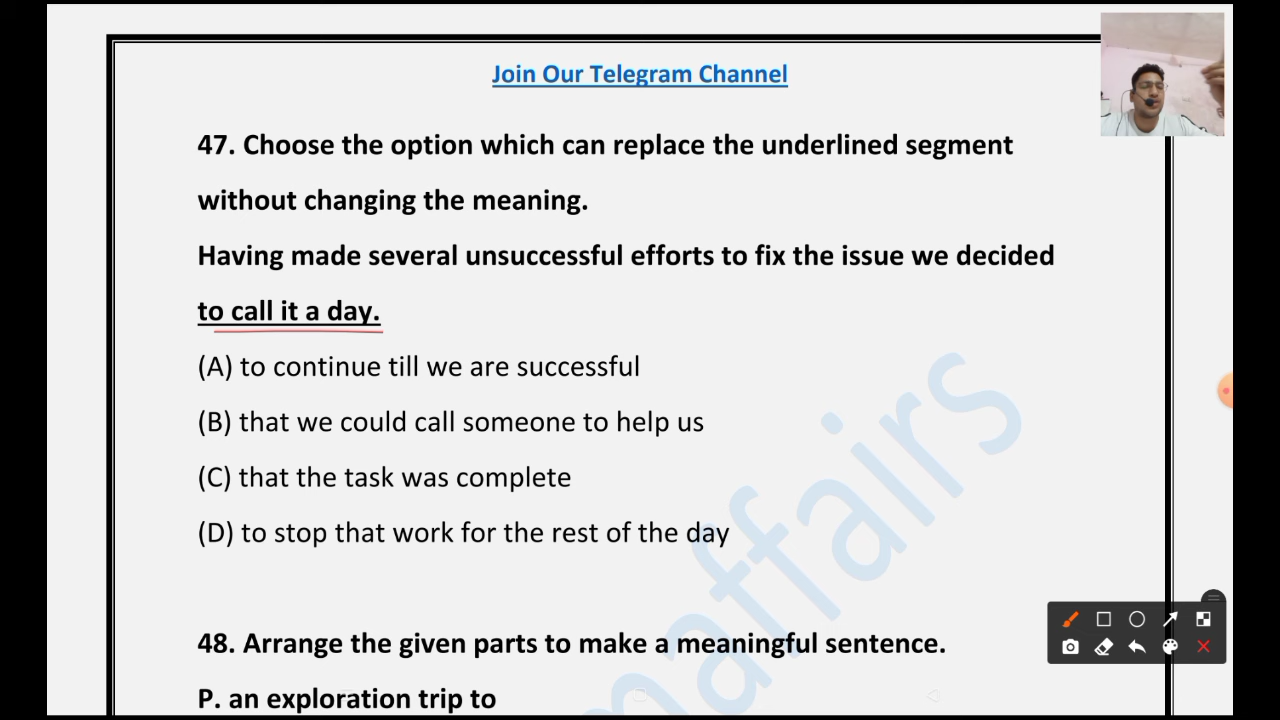 Join Our Telegram Channel
47. Choose the option which can replace the underlined segment
without changing the meaning.
Having made several unsuccessful efforts to fix the issue we decided
to call it a day.
(A) to continue till we are successful
(B) that we could call someone to help us
(C) that the task was complete
(D) to stop that work for the rest of the day
48. Arrange the given parts to make a meaningful sentence.
P. an exploration trip to
affairs